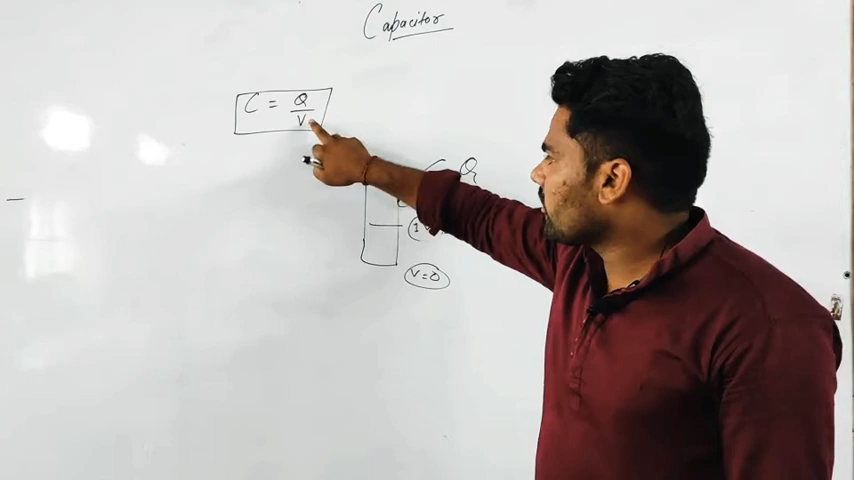 Capacitor
C = Q/V
Q
V=0